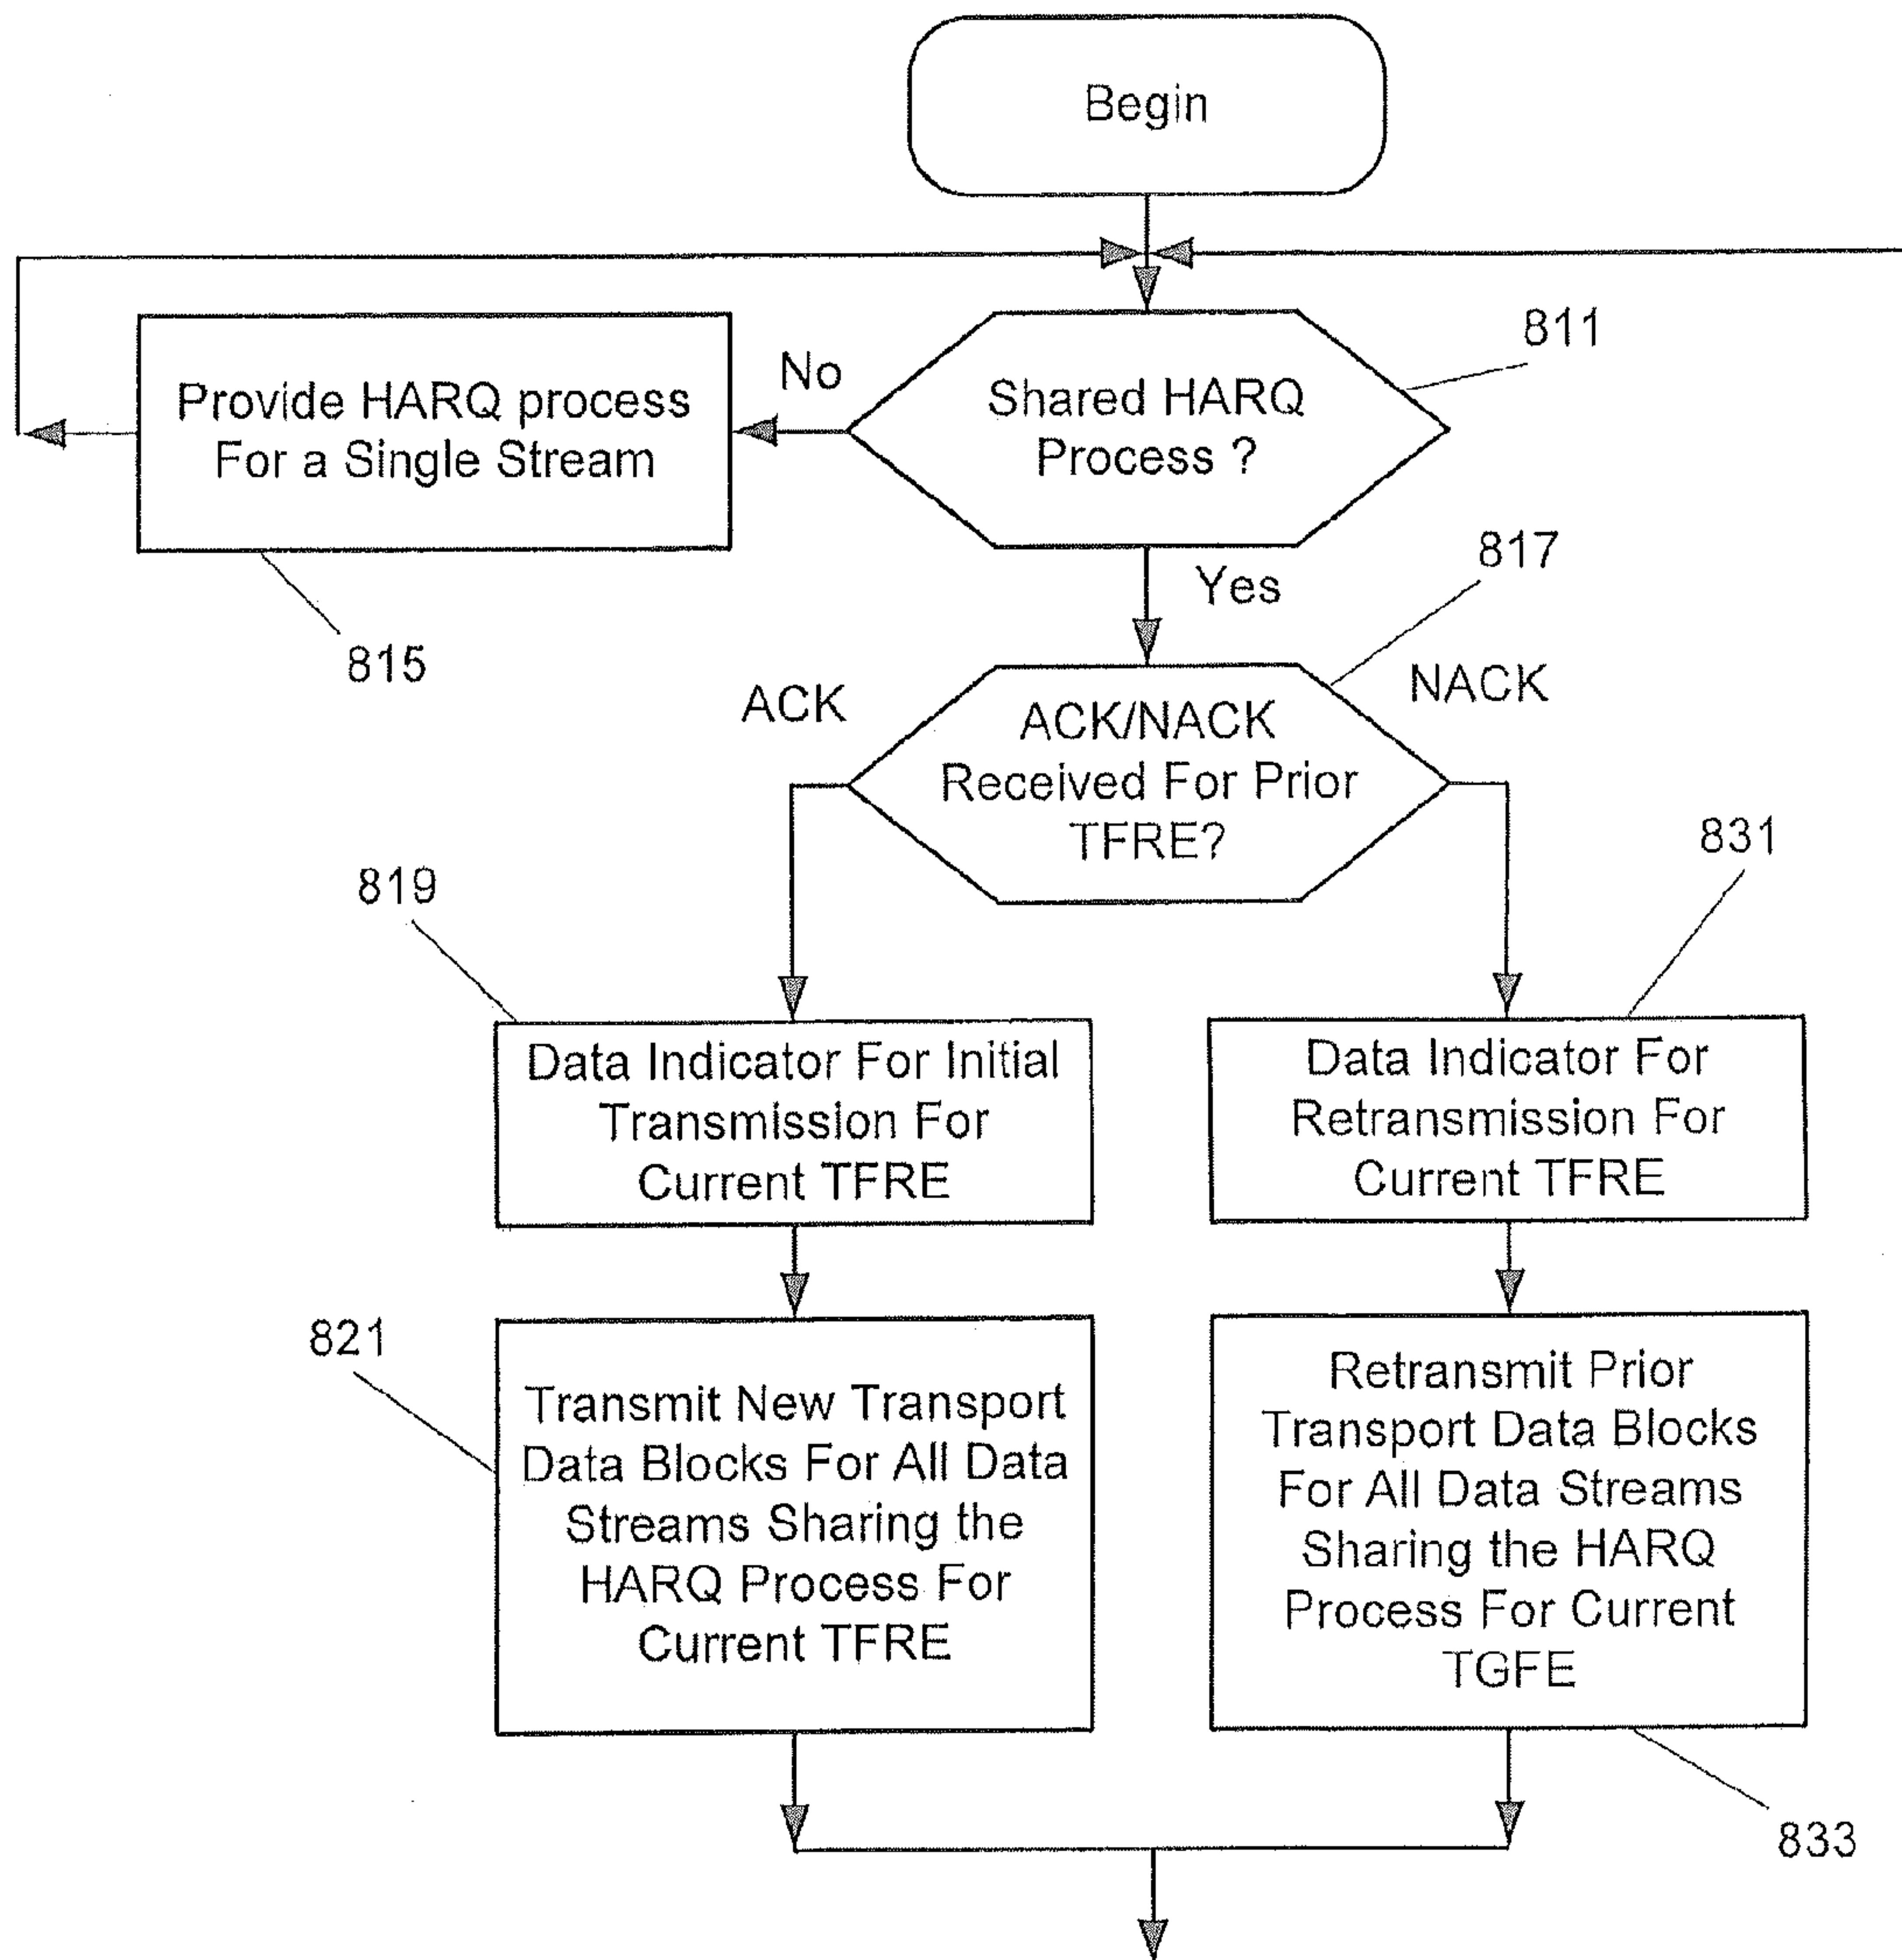 Begin
811
No
Provide HARQ process
For a Single Stream
Shared HARQ
Process ?
815
Yes
817
ACK
NACK
ACK/NACK
Received For Prior
TFRE?
819
831
Data Indicator For Initial
Transmission For
Current TFRE
Data Indicator For
Retransmission For
Current TFRE
821
Transmit New Transport
Data Blocks For All Data
Streams Sharing the
HARQ Process For
Current TFRE
Retransmit Prior
Transport Data Blocks
For All Data Streams
Sharing the HARQ
Process For Current
TGFE
833